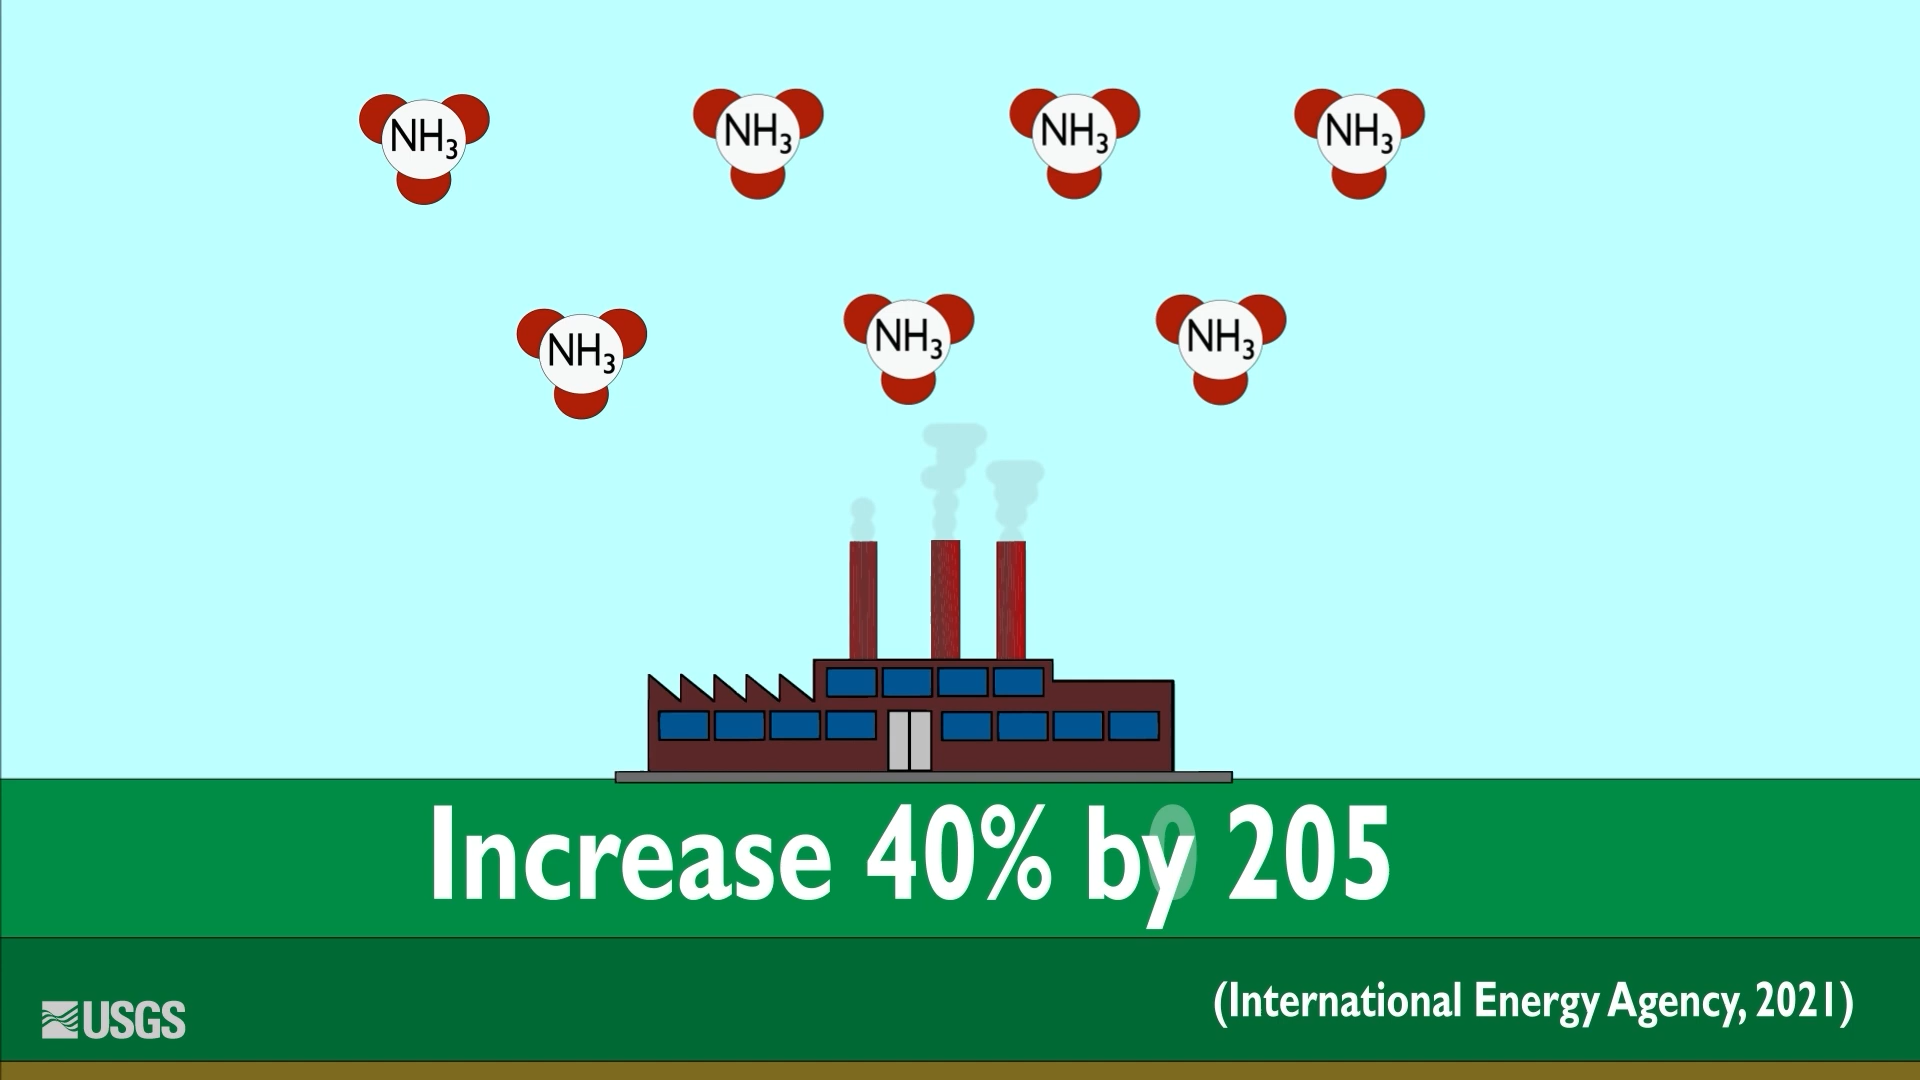 NH₃ NH₃ NH₃ NH₃
NH₃ NH₃ NH₃
Increase 40% by 205
(International Energy Agency, 2021)
USGS